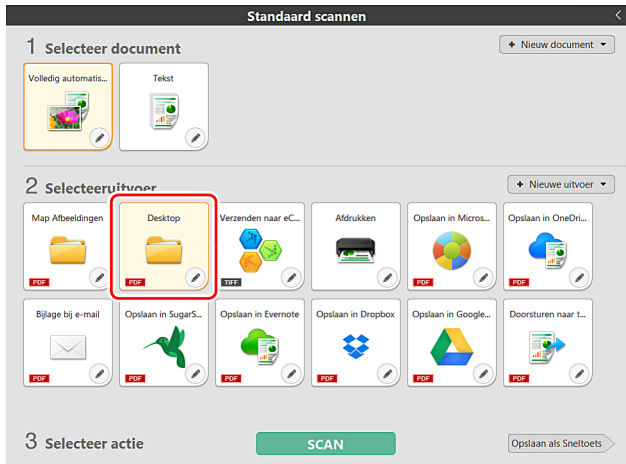 Standaard scannen
1 Selecteer document
+ Nieuw document
Volledig automatis...
Tekst
2 Selecteeruitvoer
+ Nieuwe uitvoer
Map Afbeeldingen
Desktop
Verzenden naar eC...
Afdrukken
Opslaan in Micros...
Opslaan in OneDri...
PDF
PDF
TIFF
PDF
PDF
Bijlage bij e-mail
Opslaan in SugarS...
Opslaan in Evernote
Opslaan in Dropbox
Opslaan in Google...
Doorsturen naar t...
PDF
PDF
PDF
PDF
PDF
3 Selecteer actie
SCAN
Opslaan als Sneltoets